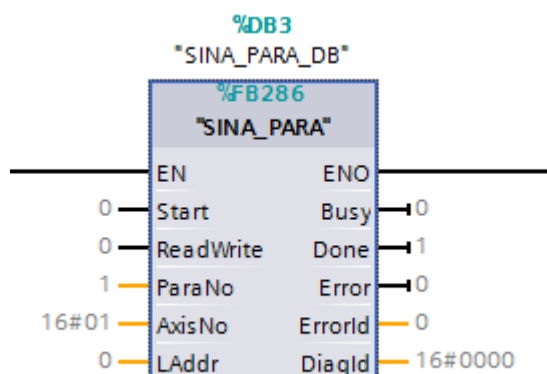 %DB3
"SINA_PARA_DB"
%FB286
"SINA_PARA"
EN ENO
0 Start Busy 0
0 ReadWrite Done 1
1 ParaNo Error 0
16#01 AxisNo ErrorId 0
0 LAddr DiagId 16#0000